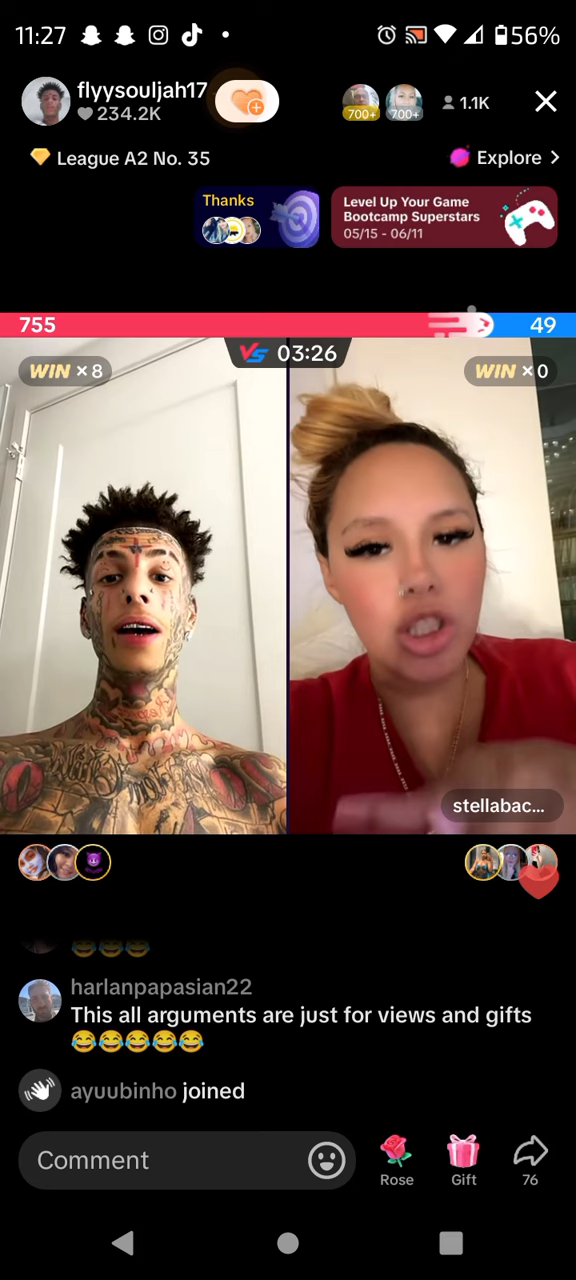 11:27
56%
flyysouljah17
234.2K
700+
700+
1.1K
League A2 No. 35
Explore
Thanks
Level Up Your Game
Bootcamp Superstars
05/15 - 06/11
755
49
VS 03:26
WIN ×8
WIN ×0
stellabac...
😂😂😂
harlanpapasian22
This all arguments are just for views and gifts
😂😂😂😂😂
ayuubinho joined
Comment
Rose
Gift
76